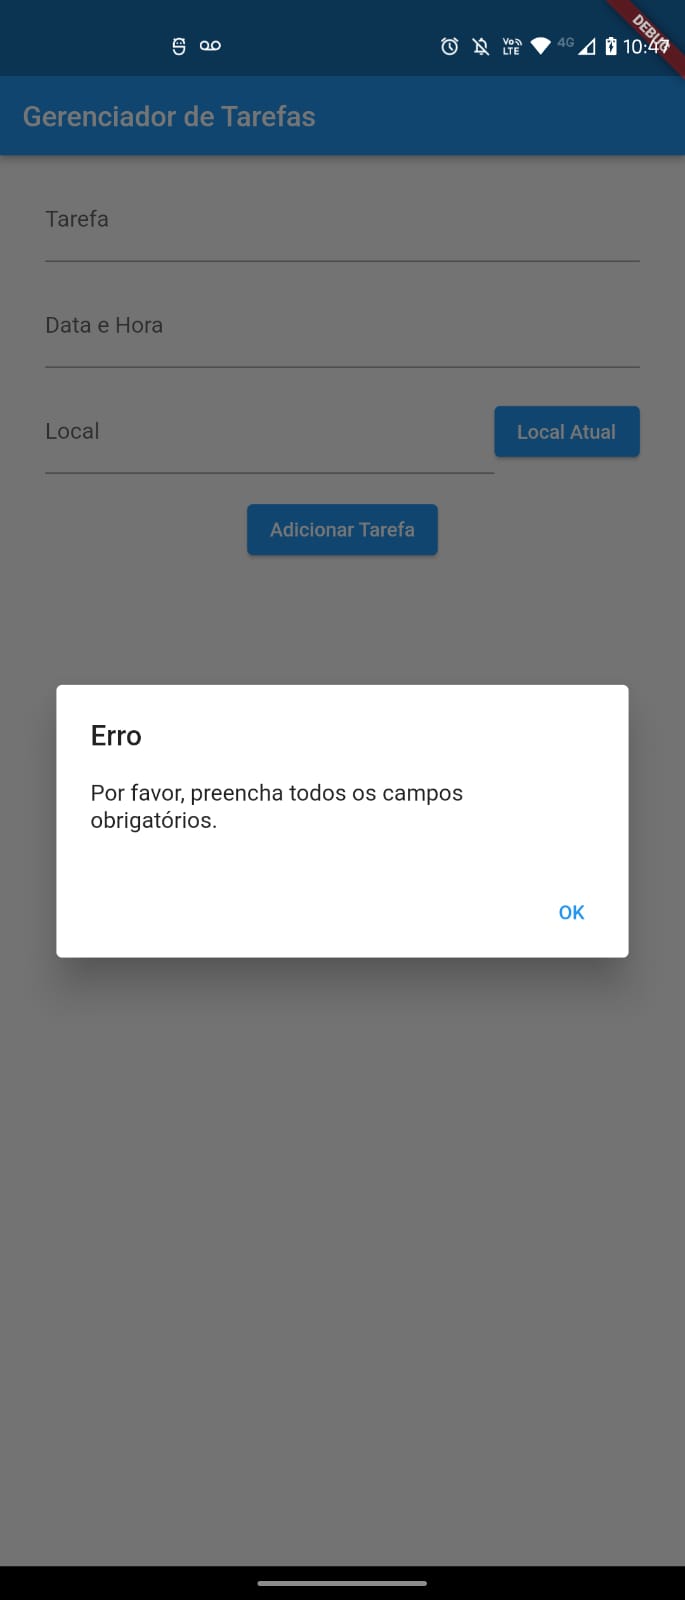 Vo LTE 4G 10:47
DEBUG
Gerenciador de Tarefas
Tarefa
Data e Hora
Local
Local Atual
Adicionar Tarefa
Erro
Por favor, preencha todos os campos
obrigatórios.
OK